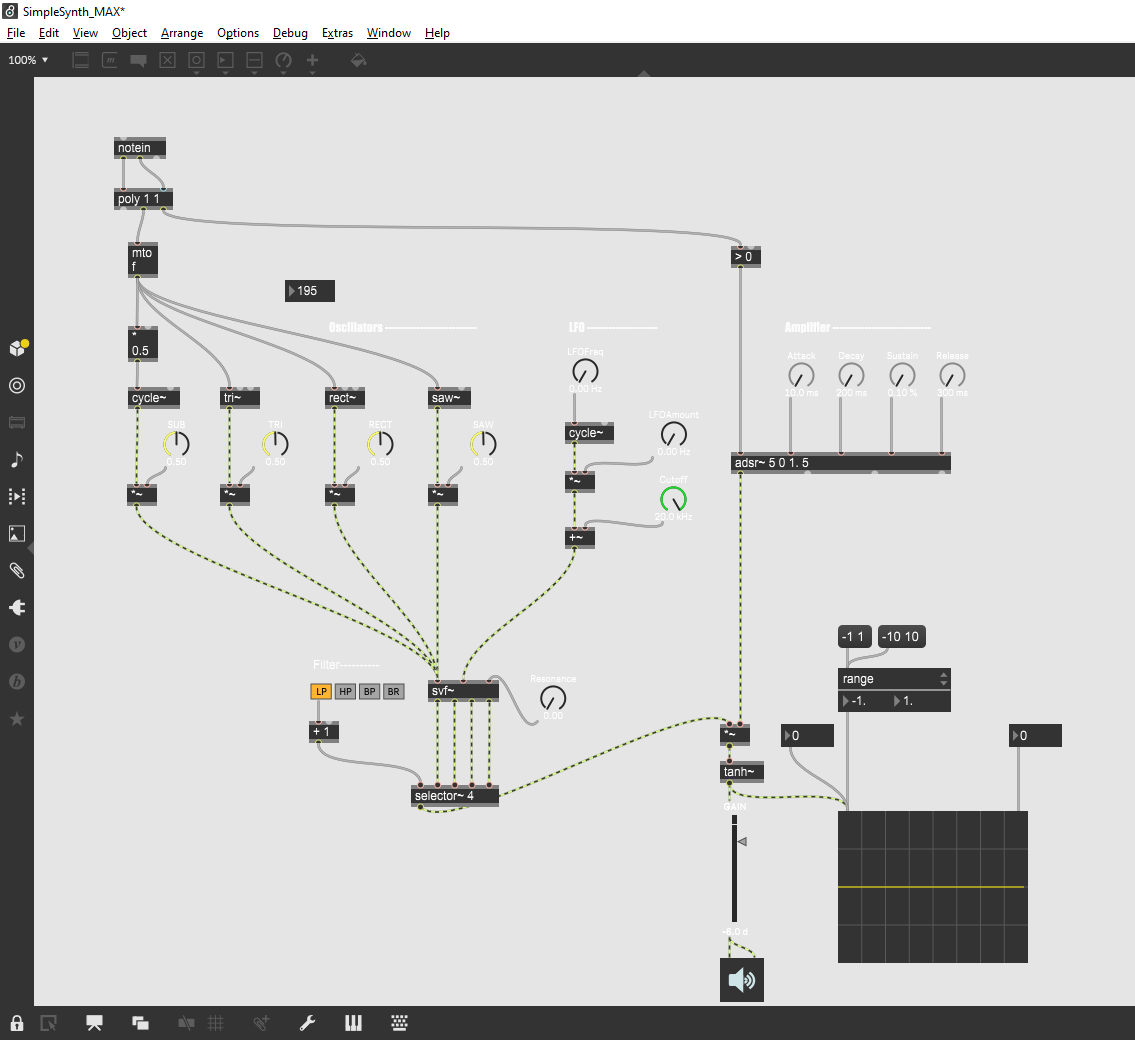 SimpleSynth_MAX*
File Edit View Object Arrange Options Debug Extras Window Help
100%
notein
poly 1 1
mto
f
> 0
195
Oscillators ---------------------
LFO ----------------
Amplifier ----------------------
*
0.5
LFOFreq
0.00 Hz
Attack Decay Sustain Release
10.0 ms 200 ms 0.10 % 300 ms
cycle~ tri~ rect~ saw~
SUB TRI RECT SAW
0.50 0.50 0.50 0.50
LFOAmount
0.00 Hz
cycle~
adsr~ 5 0 1. 5
*~ *~ *~ *~
*~
Cutoff
20.0 kHz
+~
-1 1 -10 10
Filter----------
LP HP BP BR
svf~
Resonance
0.00
range
-1. 1.
+ 1
*~
0
0
tanh~
selector~ 4
GAIN
-6.0 d